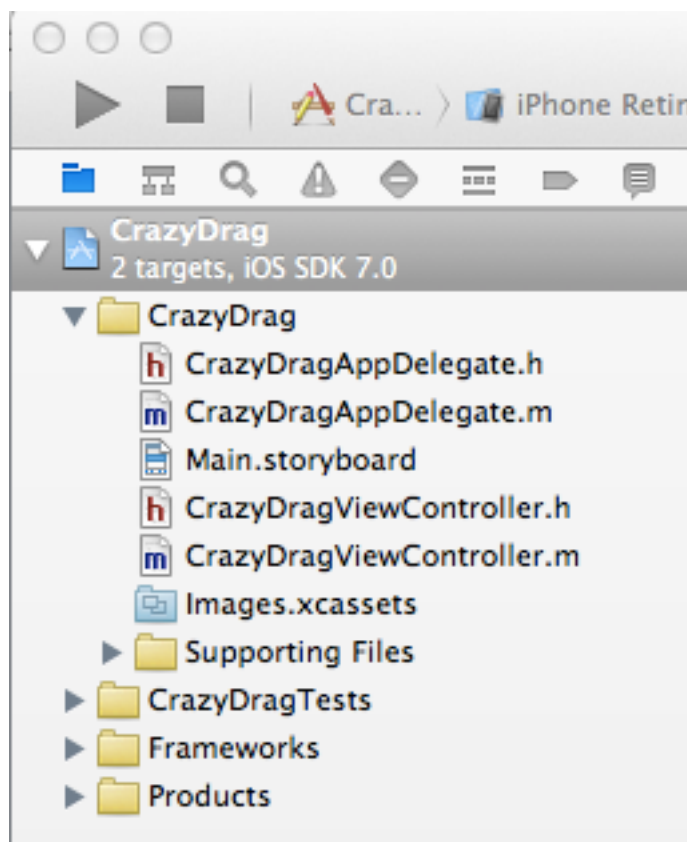 Cra... iPhone Retin
CrazyDrag
2 targets, iOS SDK 7.0
CrazyDrag
h CrazyDragAppDelegate.h
m CrazyDragAppDelegate.m
Main.storyboard
h CrazyDragViewController.h
m CrazyDragViewController.m
Images.xcassets
Supporting Files
CrazyDragTests
Frameworks
Products